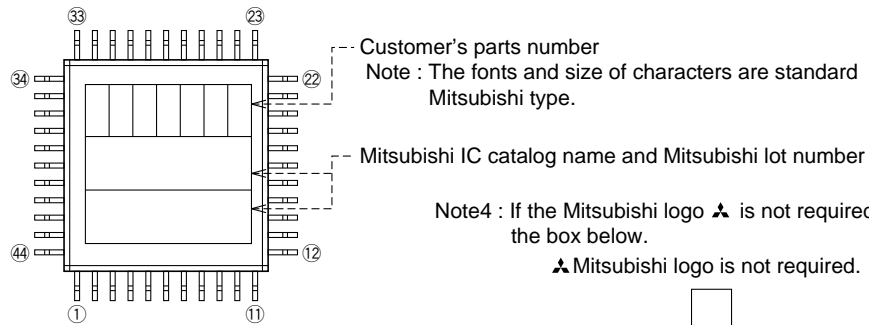 ㉝ ㉓
Customer's parts number
Note : The fonts and size of characters are standard
Mitsubishi type.
㉞ ㉒
Mitsubishi IC catalog name and Mitsubishi lot number
Note4 : If the Mitsubishi logo is not required
the box below.
Mitsubishi logo is not required.
㊹ ⑫
① ⑪